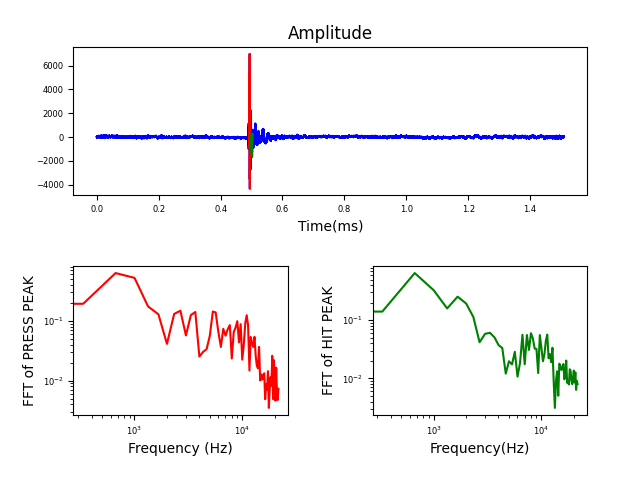 Amplitude
6000
4000
2000
0
−2000
−4000
0.0 0.2 0.4 0.6 0.8 1.0 1.2 1.4
Time(ms)
FFT of PRESS PEAK
10⁻¹
10⁻²
10³ 10⁴
Frequency (Hz)
FFT of HIT PEAK
10⁻¹
10⁻²
10³ 10⁴
Frequency(Hz)